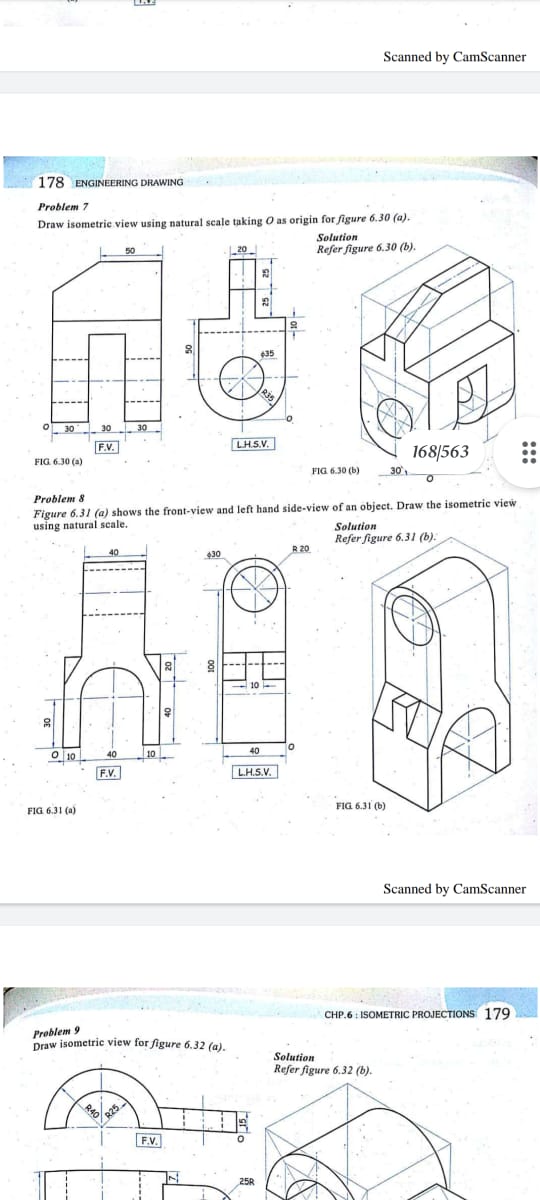 F.V.
Scanned by CamScanner
178 ENGINEERING DRAWING
Problem 7
Draw isometric view using natural scale taking O as origin for figure 6.30 (a).
Solution
Refer figure 6.30 (b).
50
20
25
25
10
50
ϕ35
R35
O 30 30 30
O
F.V.
L.H.S.V.
168/563
FIG. 6.30 (a)
FIG. 6.30 (b)
30°
O
Problem 8
Figure 6.31 (a) shows the front-view and left hand side-view of an object. Draw the isometric view
using natural scale.
Solution
Refer figure 6.31 (b).
40
ϕ30
R 20
20
100
10
40
30
O 10 40 10
40
O
F.V.
L.H.S.V.
FIG. 6.31 (a)
FIG. 6.31 (b)
Scanned by CamScanner
CHP.6 : ISOMETRIC PROJECTIONS 179
Problem 9
Draw isometric view for figure 6.32 (a).
Solution
Refer figure 6.32 (b).
R40
R25
15
F.V.
O
7
25R